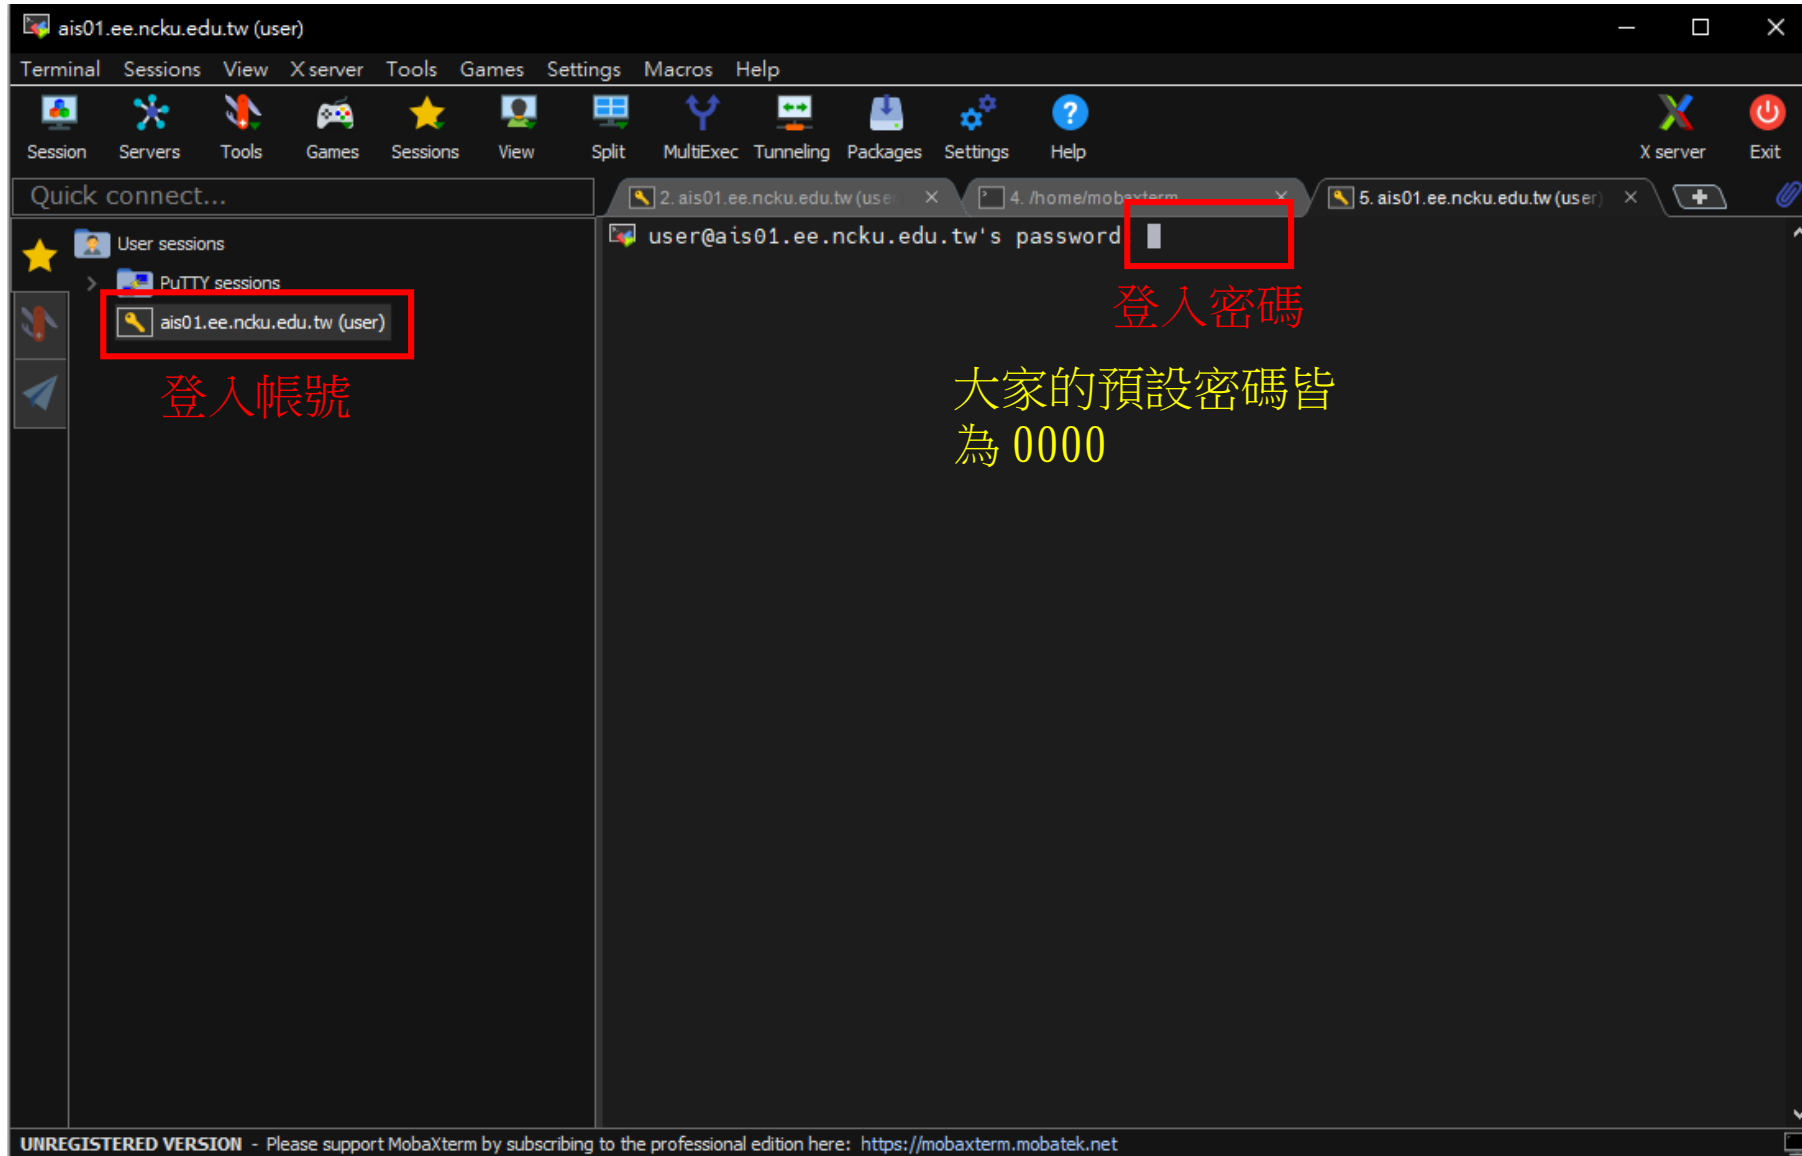 ais01.ee.ncku.edu.tw (user)
Terminal Sessions View X server Tools Games Settings Macros Help
Session Servers Tools Games Sessions View Split MultiExec Tunneling Packages Settings Help X server Exit
Quick connect...
2. ais01.ee.ncku.edu.tw (user
4. /home/mobaxterm
5. ais01.ee.ncku.edu.tw (user)
User sessions
PuTTY sessions
ais01.ee.ncku.edu.tw (user)
登入帳號
user@ais01.ee.ncku.edu.tw's password
登入密碼
大家的預設密碼皆
為 0000
UNREGISTERED VERSION - Please support MobaXterm by subscribing to the professional edition here: https://mobaxterm.mobatek.net